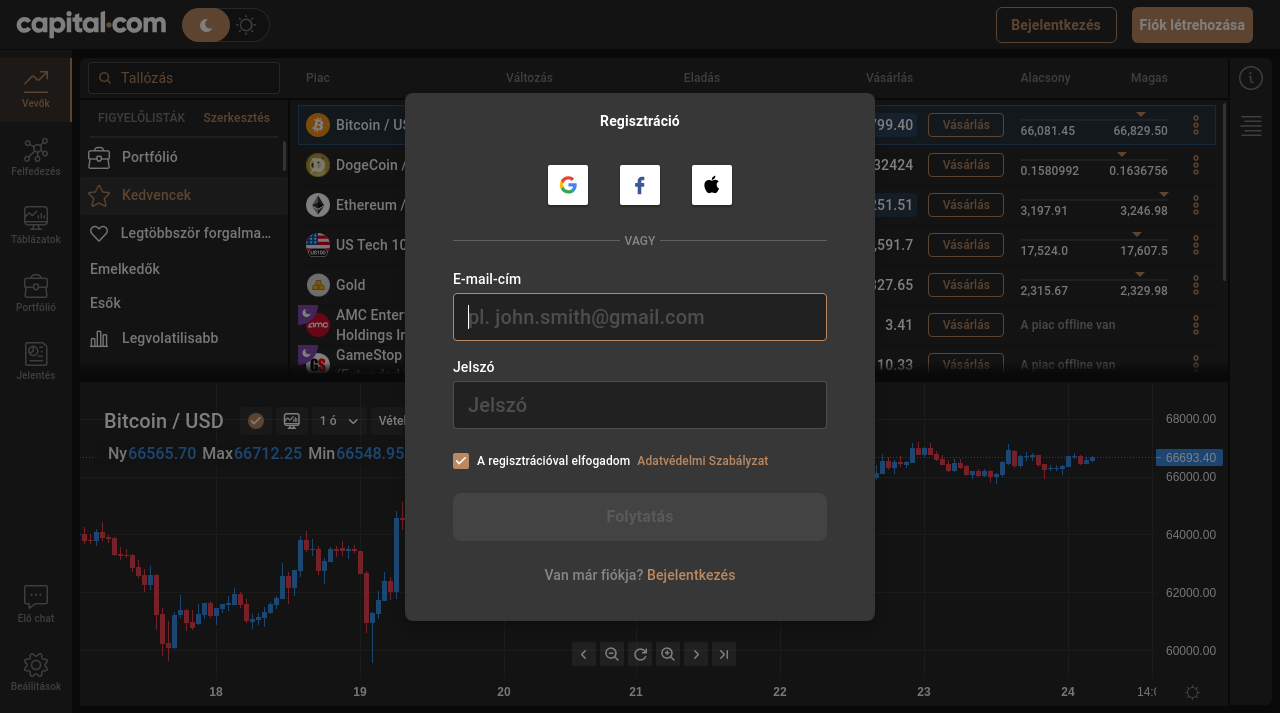 capital.com
Bejelentkezés
Fiók létrehozása
Vevők
Felfedezés
Táblázatok
Portfólió
Jelentés
Élő chat
Beállítások
Tallózás
FIGYELŐLISTÁK Szerkesztés
Portfólió
Kedvencek
Legtöbbször forgalma...
Emelkedők
Esők
Legvolatilisabb
Piac Változás Eladás Vásárlás Alacsony Magas
Bitcoin / US
799.40 Vásárlás 66,081.45 66,829.50
DogeCoin /
32424 Vásárlás 0.1580992 0.1636756
Ethereum /
251.51 Vásárlás 3,197.91 3,246.98
US Tech 10
,591.7 Vásárlás 17,524.0 17,607.5
Gold
327.65 Vásárlás 2,315.67 2,329.98
AMC Enter
Holdings In
3.41 Vásárlás A piac offline van
GameStop
10.33 Vásárlás A piac offline van
Regisztráció
VAGY
E-mail-cím
pl. john.smith@gmail.com
Jelszó
Jelszó
A regisztrációval elfogadom Adatvédelmi Szabályzat
Folytatás
Van már fiókja? Bejelentkezés
Bitcoin / USD
1 ó
Vétel
Ny66565.70 Max66712.25 Min66548.95
68000.00
66693.40
66000.00
64000.00
62000.00
60000.00
18 19 20 21 22 23 24